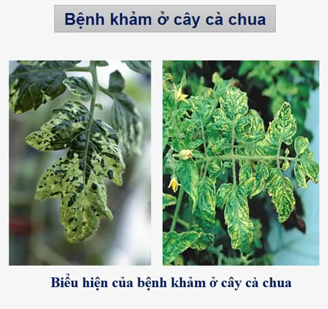 Bệnh khảm ở cây cà chua
Biểu hiện của bệnh khảm ở cây cà chua